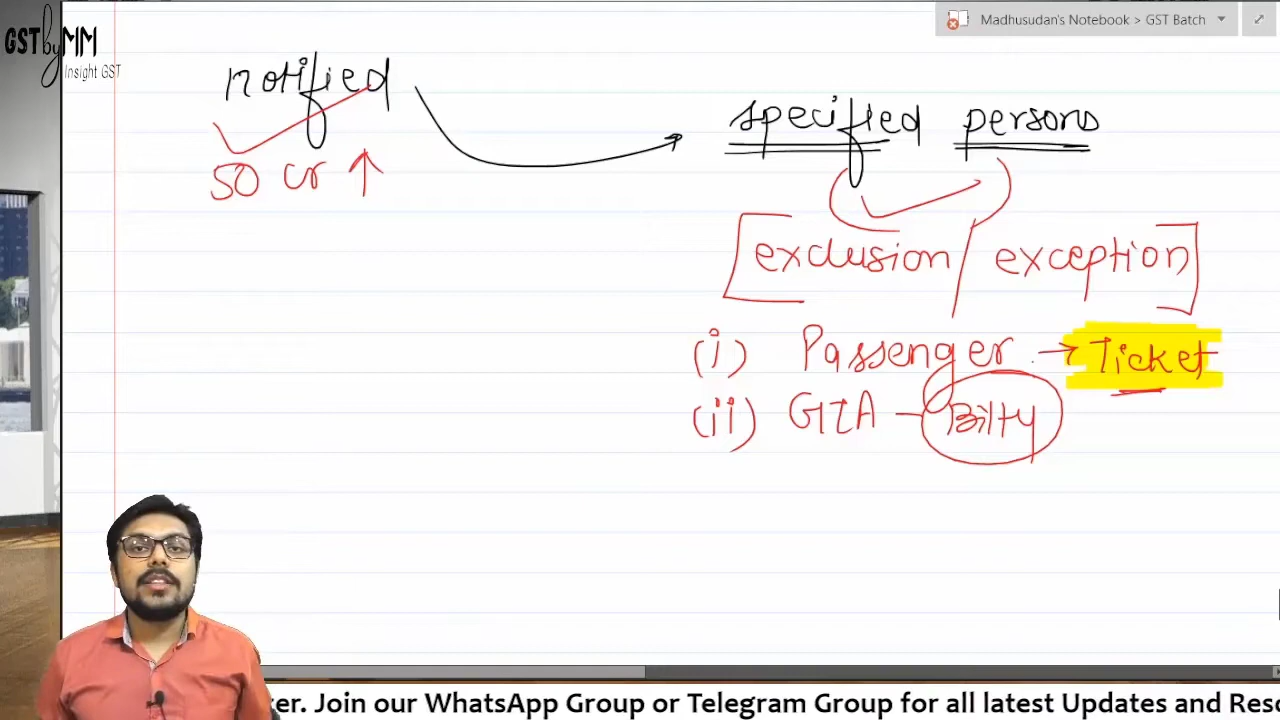 GST by MM
Insight GST
Madhusudan's Notebook > GST Batch
notified
50 cr ↑
specified persons
[exclusion / exception]
(i) Passenger → Ticket
(ii) GTA - Bilty
ter. Join our WhatsApp Group or Telegram Group for all latest Updates and Reso